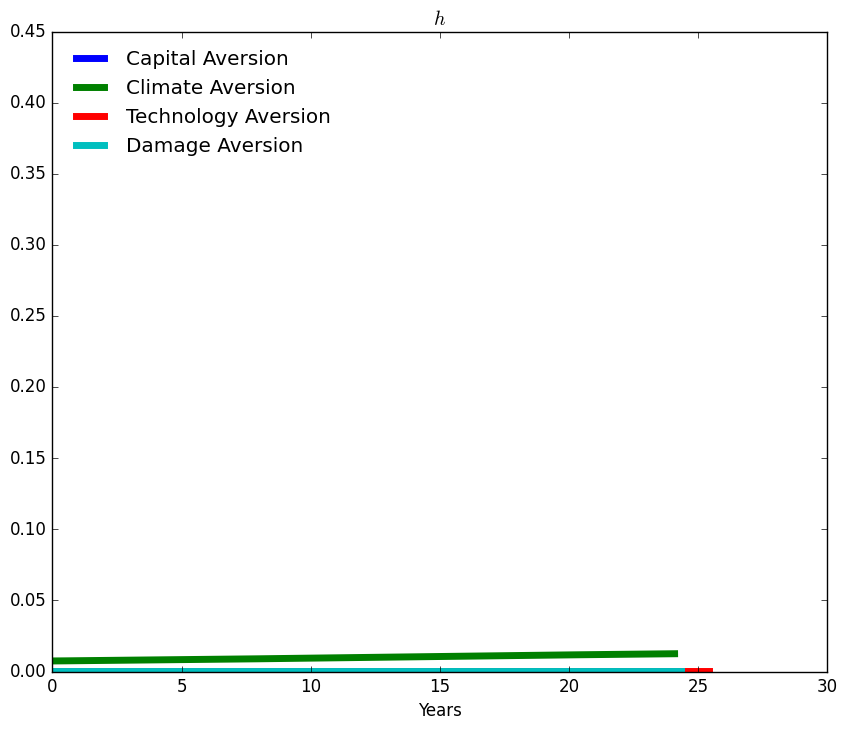 h
0.45
0.40
0.35
0.30
0.25
0.20
0.15
0.10
0.05
0.00
Capital Aversion
Climate Aversion
Technology Aversion
Damage Aversion
0 5 10 15 20 25 30
Years